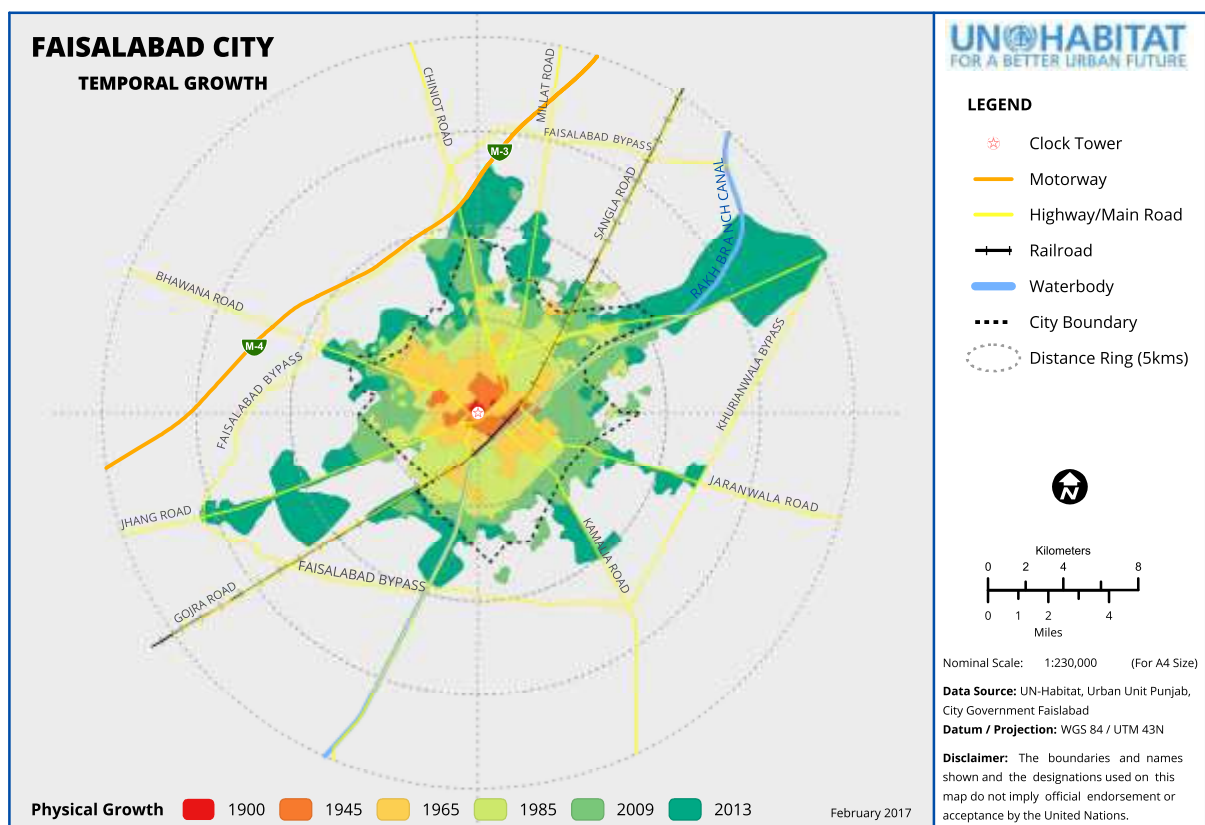 FAISALABAD CITY
TEMPORAL GROWTH
CHINIOT ROAD
MILLAT ROAD
FAISALABAD BYPASS
M-3
SANGLA ROAD
RAKH BRANCH CANAL
BHAWANA ROAD
M-4
FAISALABAD BYPASS
KHURIANWALA BYPASS
JHANG ROAD
JARANWALA ROAD
KAMALIA ROAD
FAISALABAD BYPASS
GOJRA ROAD
Physical Growth 1900 1945 1965 1985 2009 2013
February 2017
UN HABITAT
FOR A BETTER URBAN FUTURE
LEGEND
Clock Tower
Motorway
Highway/Main Road
Railroad
Waterbody
City Boundary
Distance Ring (5kms)
N
Kilometers
0 2 4 8
0 1 2 4
Miles
Nominal Scale: 1:230,000 (For A4 Size)
Data Source: UN-Habitat, Urban Unit Punjab,
City Government Faislabad
Datum / Projection: WGS 84 / UTM 43N
Disclaimer: The boundaries and names
shown and the designations used on this
map do not imply official endorsement or
acceptance by the United Nations.